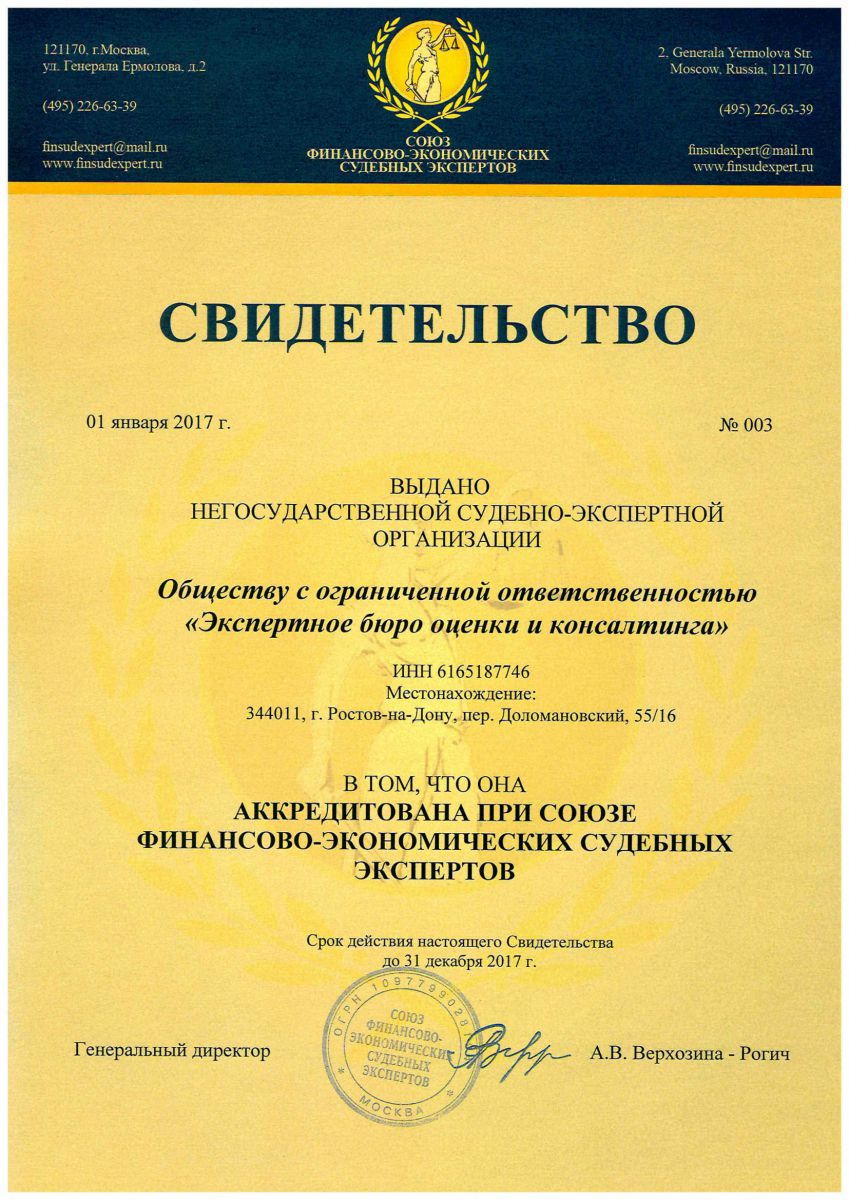 121170, г.Москва,
ул. Генерала Ермолова, д.2
(495) 226-63-39
finsudexpert@mail.ru
www.finsudexpert.ru
СОЮЗ
ФИНАНСОВО-ЭКОНОМИЧЕСКИХ
СУДЕБНЫХ ЭКСПЕРТОВ
2, Generala Yermolova Str.
Moscow, Russia, 121170
(495) 226-63-39
finsudexpert@mail.ru
www.finsudexpert.ru
СВИДЕТЕЛЬСТВО
01 января 2017 г.
№ 003
ВЫДАНО
НЕГОСУДАРСТВЕННОЙ СУДЕБНО-ЭКСПЕРТНОЙ
ОРГАНИЗАЦИИ
Обществу с ограниченной ответственностью
«Экспертное бюро оценки и консалтинга»
ИНН 6165187746
Местонахождение:
344011, г. Ростов-на-Дону, пер. Доломановский, 55/16
В ТОМ, ЧТО ОНА
АККРЕДИТОВАНА ПРИ СОЮЗЕ
ФИНАНСОВО-ЭКОНОМИЧЕСКИХ СУДЕБНЫХ
ЭКСПЕРТОВ
Срок действия настоящего Свидетельства
до 31 декабря 2017 г.
ОГРН
СОЮЗ
ФИНАНСОВО-
ЭКОНОМИЧЕСКИХ
СУДЕБНЫХ
ЭКСПЕРТОВ
* МОСКВА *
Генеральный директор
А.В. Верхозина - Рогич